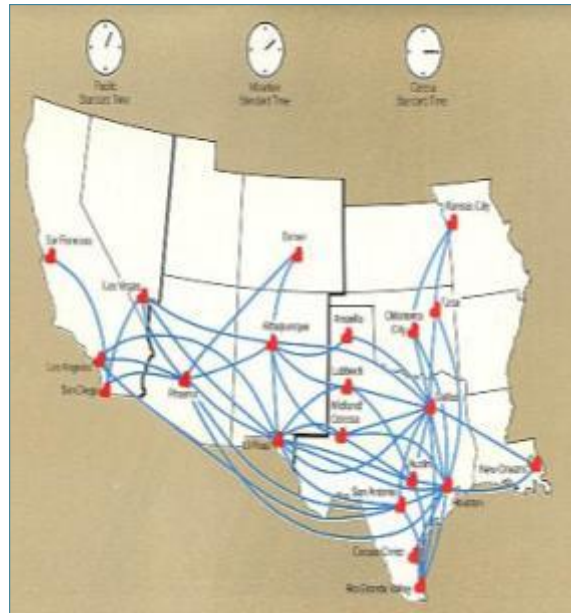 Pacific
Standard Time
Mountain
Standard Time
Central
Standard Time
Kansas City
San Francisco
Denver
Las Vegas
Tulsa
Oklahoma
City
Amarillo
Albuquerque
Los Angeles
Lubbock
San Diego
Phoenix
Midland
Odessa
Dallas
El Paso
Austin
New Orleans
San Antonio
Houston
Corpus Christi
Rio Grande Valley